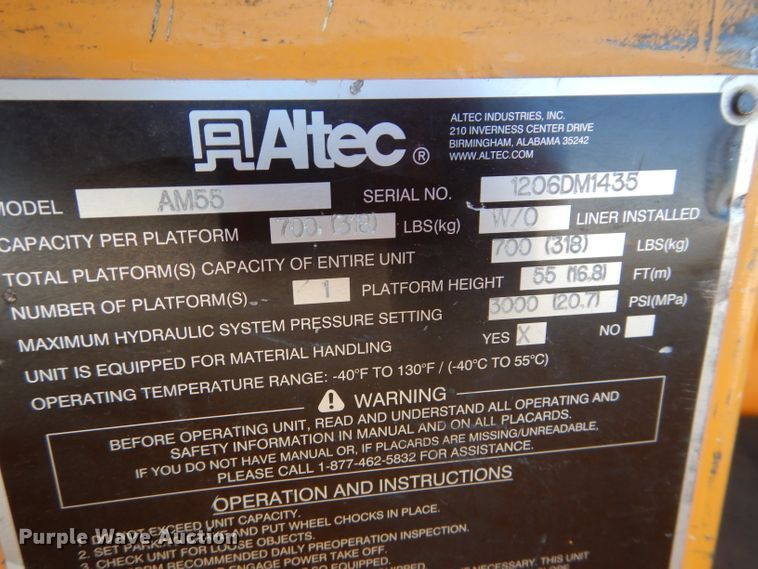 Altec ®
ALTEC INDUSTRIES, INC.
210 INVERNESS CENTER DRIVE
BIRMINGHAM, ALABAMA 35242
WWW.ALTEC.COM
MODEL AM55 SERIAL NO. 1206DM1435
CAPACITY PER PLATFORM 700 (318) LBS(kg) W/O LINER INSTALLED
TOTAL PLATFORM(S) CAPACITY OF ENTIRE UNIT 700 (318) LBS(kg)
NUMBER OF PLATFORM(S) 1 PLATFORM HEIGHT 55 (16.8) FT(m)
MAXIMUM HYDRAULIC SYSTEM PRESSURE SETTING 3000 (20.7) PSI(MPa)
UNIT IS EQUIPPED FOR MATERIAL HANDLING YES X NO
OPERATING TEMPERATURE RANGE: -40°F TO 130°F / (-40°C TO 55°C)
WARNING
BEFORE OPERATING UNIT, READ AND UNDERSTAND ALL OPERATING AND
SAFETY INFORMATION IN MANUAL AND ON ALL PLACARDS.
IF YOU DO NOT HAVE MANUAL OR, IF PLACARDS ARE MISSING/UNREADABLE,
PLEASE CALL 1-877-462-5832 FOR ASSISTANCE.
OPERATION AND INSTRUCTIONS
NOT EXCEED UNIT CAPACITY.
2. SET AND PUT WHEEL CHOCKS IN PLACE.
3. CHECK UNIT FOR LOOSE OBJECTS.
RECOMMENDED DAILY PREOPERATION INSPECTION.
ENGAGE POWER TAKE OFF.
Purple Wave Auction